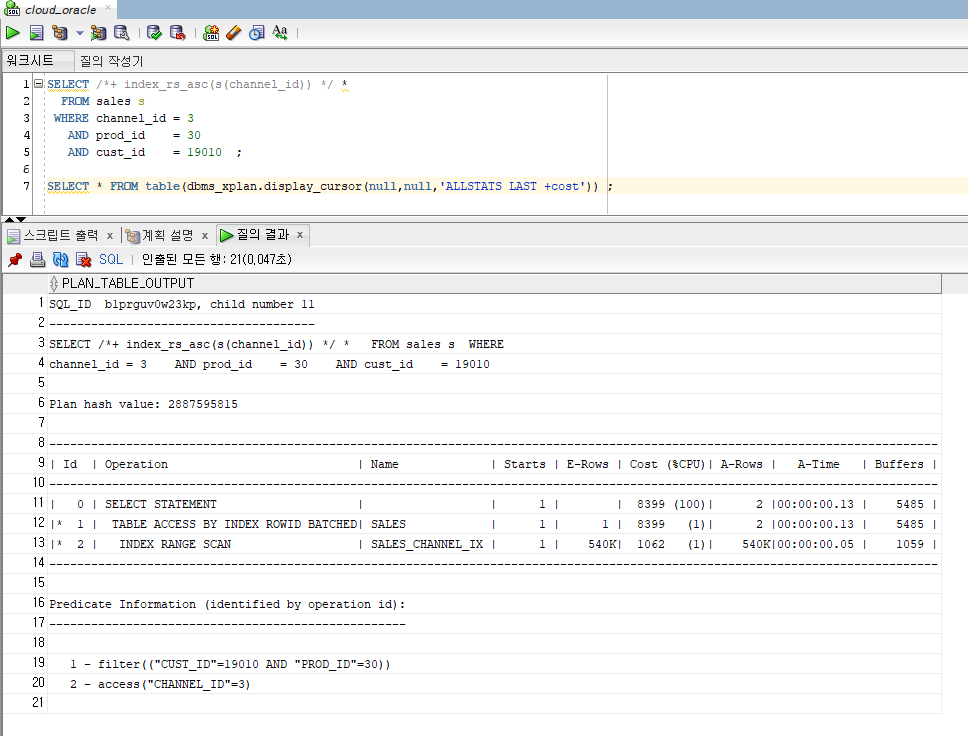 cloud_oracle
워크시트 질의 작성기
1 SELECT /*+ index_rs_asc(s(channel_id)) */ *
2 FROM sales s
3 WHERE channel_id = 3
4 AND prod_id    = 30
5 AND cust_id    = 19010  ;
6
7 SELECT * FROM table(dbms_xplan.display_cursor(null,null,'ALLSTATS LAST +cost')) ;
스크립트 출력 x 계획 설명 x 질의 결과 x
SQL | 인출된 모든 행: 21(0,047초)
PLAN_TABLE_OUTPUT
1 SQL_ID  b1prguv0w23kp, child number 11
2 --------------------------------------
3 SELECT /*+ index_rs_asc(s(channel_id)) */ *   FROM sales s  WHERE
4 channel_id = 3    AND prod_id    = 30    AND cust_id    = 19010
5
6 Plan hash value: 2887595815
7
8 -------------------------------------------------------------------------------------------------------------------------------
9 | Id  | Operation                           | Name             | Starts | E-Rows | Cost (%CPU)| A-Rows |   A-Time   | Buffers |
10 -------------------------------------------------------------------------------------------------------------------------------
11 |   0 | SELECT STATEMENT                    |                  |      1 |        |  8399 (100)|      2 |00:00:00.13 |    5485 |
12 |*  1 |  TABLE ACCESS BY INDEX ROWID BATCHED| SALES            |      1 |      1 |  8399   (1)|      2 |00:00:00.13 |    5485 |
13 |*  2 |   INDEX RANGE SCAN                  | SALES_CHANNEL_IX |      1 |    540K|  1062   (1)|    540K|00:00:00.05 |    1059 |
14 -------------------------------------------------------------------------------------------------------------------------------
15
16 Predicate Information (identified by operation id):
17 ---------------------------------------------------
18
19    1 - filter(("CUST_ID"=19010 AND "PROD_ID"=30))
20    2 - access("CHANNEL_ID"=3)
21